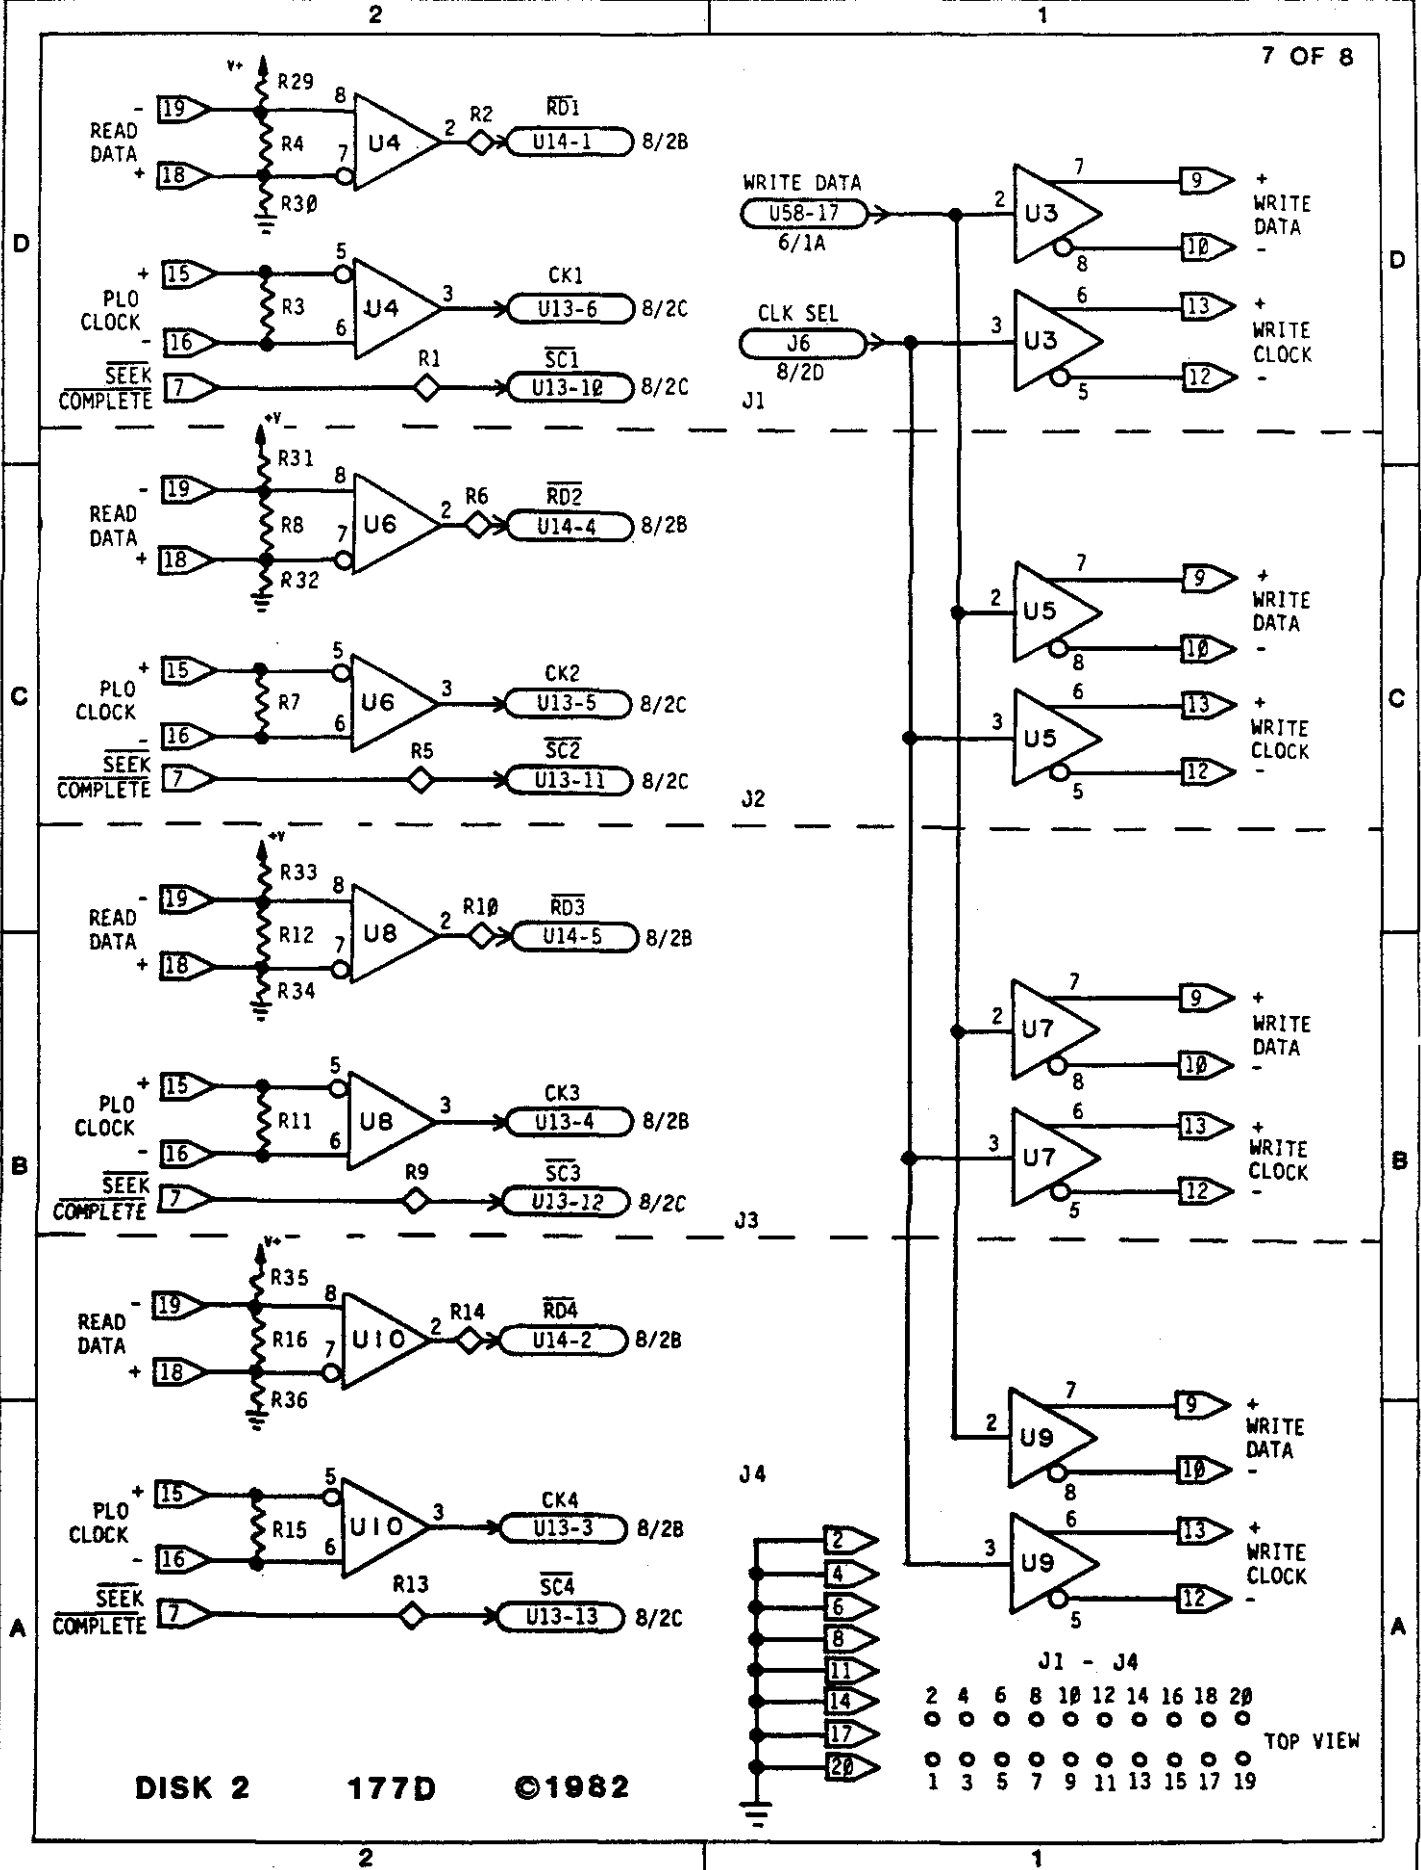 2 1
7 OF 8
V+ R29
- 19 8
READ DATA R4 U4 2 R2 RD1 U14-1 8/2B
+ 18 7
R30
WRITE DATA U58-17 6/1A
2 U3 7 9 + WRITE DATA
8 10 -
D D
+ 15 5
PLO CLOCK R3 U4 3 CK1 U13-6 8/2C
- 16 6
CLK SEL J6 8/2D
3 U3 6 13 + WRITE CLOCK
5 12 -
SEEK COMPLETE 7 R1 SC1 U13-10 8/2C
J1
+V R31
- 19 8
READ DATA R8 U6 2 R6 RD2 U14-4 8/2B
+ 18 7
R32
2 U5 7 9 + WRITE DATA
8 10 -
C C
+ 15 5
PLO CLOCK R7 U6 3 CK2 U13-5 8/2C
- 16 6
3 U5 6 13 + WRITE CLOCK
5 12 -
SEEK COMPLETE 7 R5 SC2 U13-11 8/2C
J2
+V R33
- 19 8
READ DATA R12 U8 2 R10 RD3 U14-5 8/2B
+ 18 7
R34
2 U7 7 9 + WRITE DATA
8 10 -
+ 15 5
PLO CLOCK R11 U8 3 CK3 U13-4 8/2B
- 16 6
3 U7 6 13 + WRITE CLOCK
5 12 -
B B
SEEK COMPLETE 7 R9 SC3 U13-12 8/2C
J3
V+ R35
- 19 8
READ DATA R16 U10 2 R14 RD4 U14-2 8/2B
+ 18 7
R36
2 U9 7 9 + WRITE DATA
8 10 -
J4
+ 15 5
PLO CLOCK R15 U10 3 CK4 U13-3 8/2B
- 16 6
3 U9 6 13 + WRITE CLOCK
5 12 -
SEEK COMPLETE 7 R13 SC4 U13-13 8/2C
A A
2
4
6
8
11
14
17
20
J1 - J4
2 4 6 8 10 12 14 16 18 20
TOP VIEW
1 3 5 7 9 11 13 15 17 19
DISK 2 177D ©1982
2 1